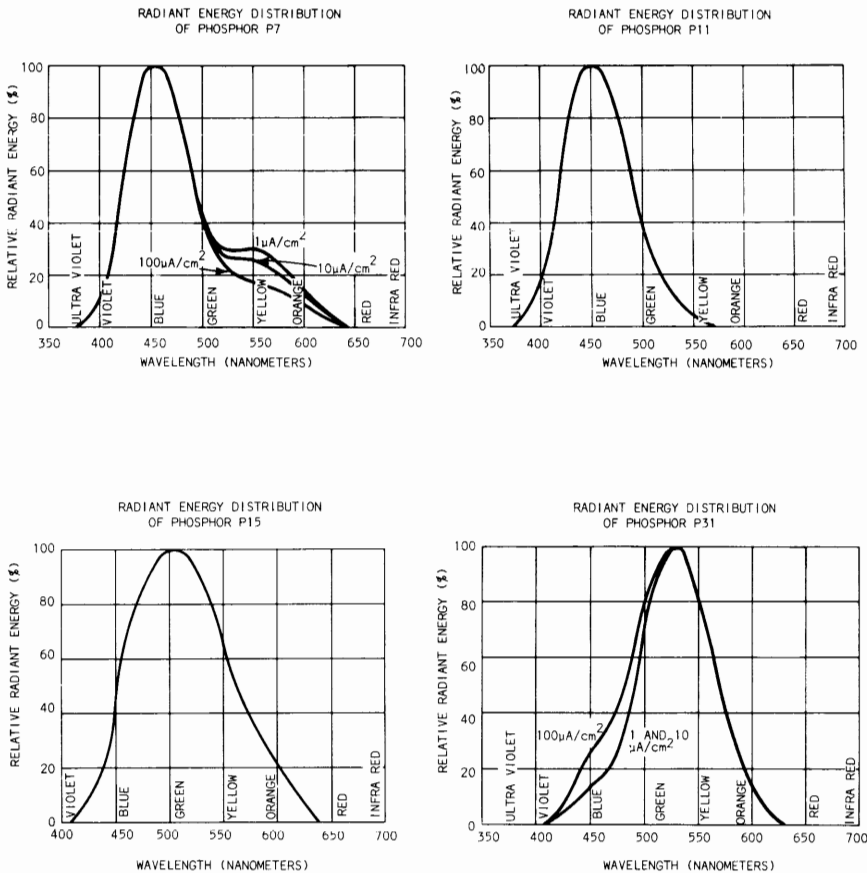 RADIANT ENERGY DISTRIBUTION
OF PHOSPHOR P7
RELATIVE RADIANT ENERGY (%)
100
80
60
40
20
0
1μA/cm²
100μA/cm²
10μA/cm²
ULTRA VIOLET
VIOLET
BLUE
GREEN
YELLOW
ORANGE
RED
INFRA RED
350 400 450 500 550 600 650 700
WAVELENGTH (NANOMETERS)
RADIANT ENERGY DISTRIBUTION
OF PHOSPHOR P11
RELATIVE RADIANT ENERGY (%)
100
80
60
40
20
0
ULTRA VIOLET
VIOLET
BLUE
GREEN
YELLOW
ORANGE
RED
INFRA RED
350 400 450 500 550 600 650 700
WAVELENGTH (NANOMETERS)
RADIANT ENERGY DISTRIBUTION
OF PHOSPHOR P15
RELATIVE RADIANT ENERGY (%)
100
80
60
40
20
0
VIOLET
BLUE
GREEN
YELLOW
ORANGE
RED
INFRA RED
400 450 500 550 600 650 700
WAVELENGTH (NANOMETERS)
RADIANT ENERGY DISTRIBUTION
OF PHOSPHOR P31
RELATIVE RADIANT ENERGY (%)
100
80
60
40
20
0
100μA/cm²
1 AND 10
μA/cm²
ULTRA VIOLET
VIOLET
BLUE
GREEN
YELLOW
ORANGE
RED
INFRA RED
350 400 450 500 550 600 650 700
WAVELENGTH (NANOMETERS)